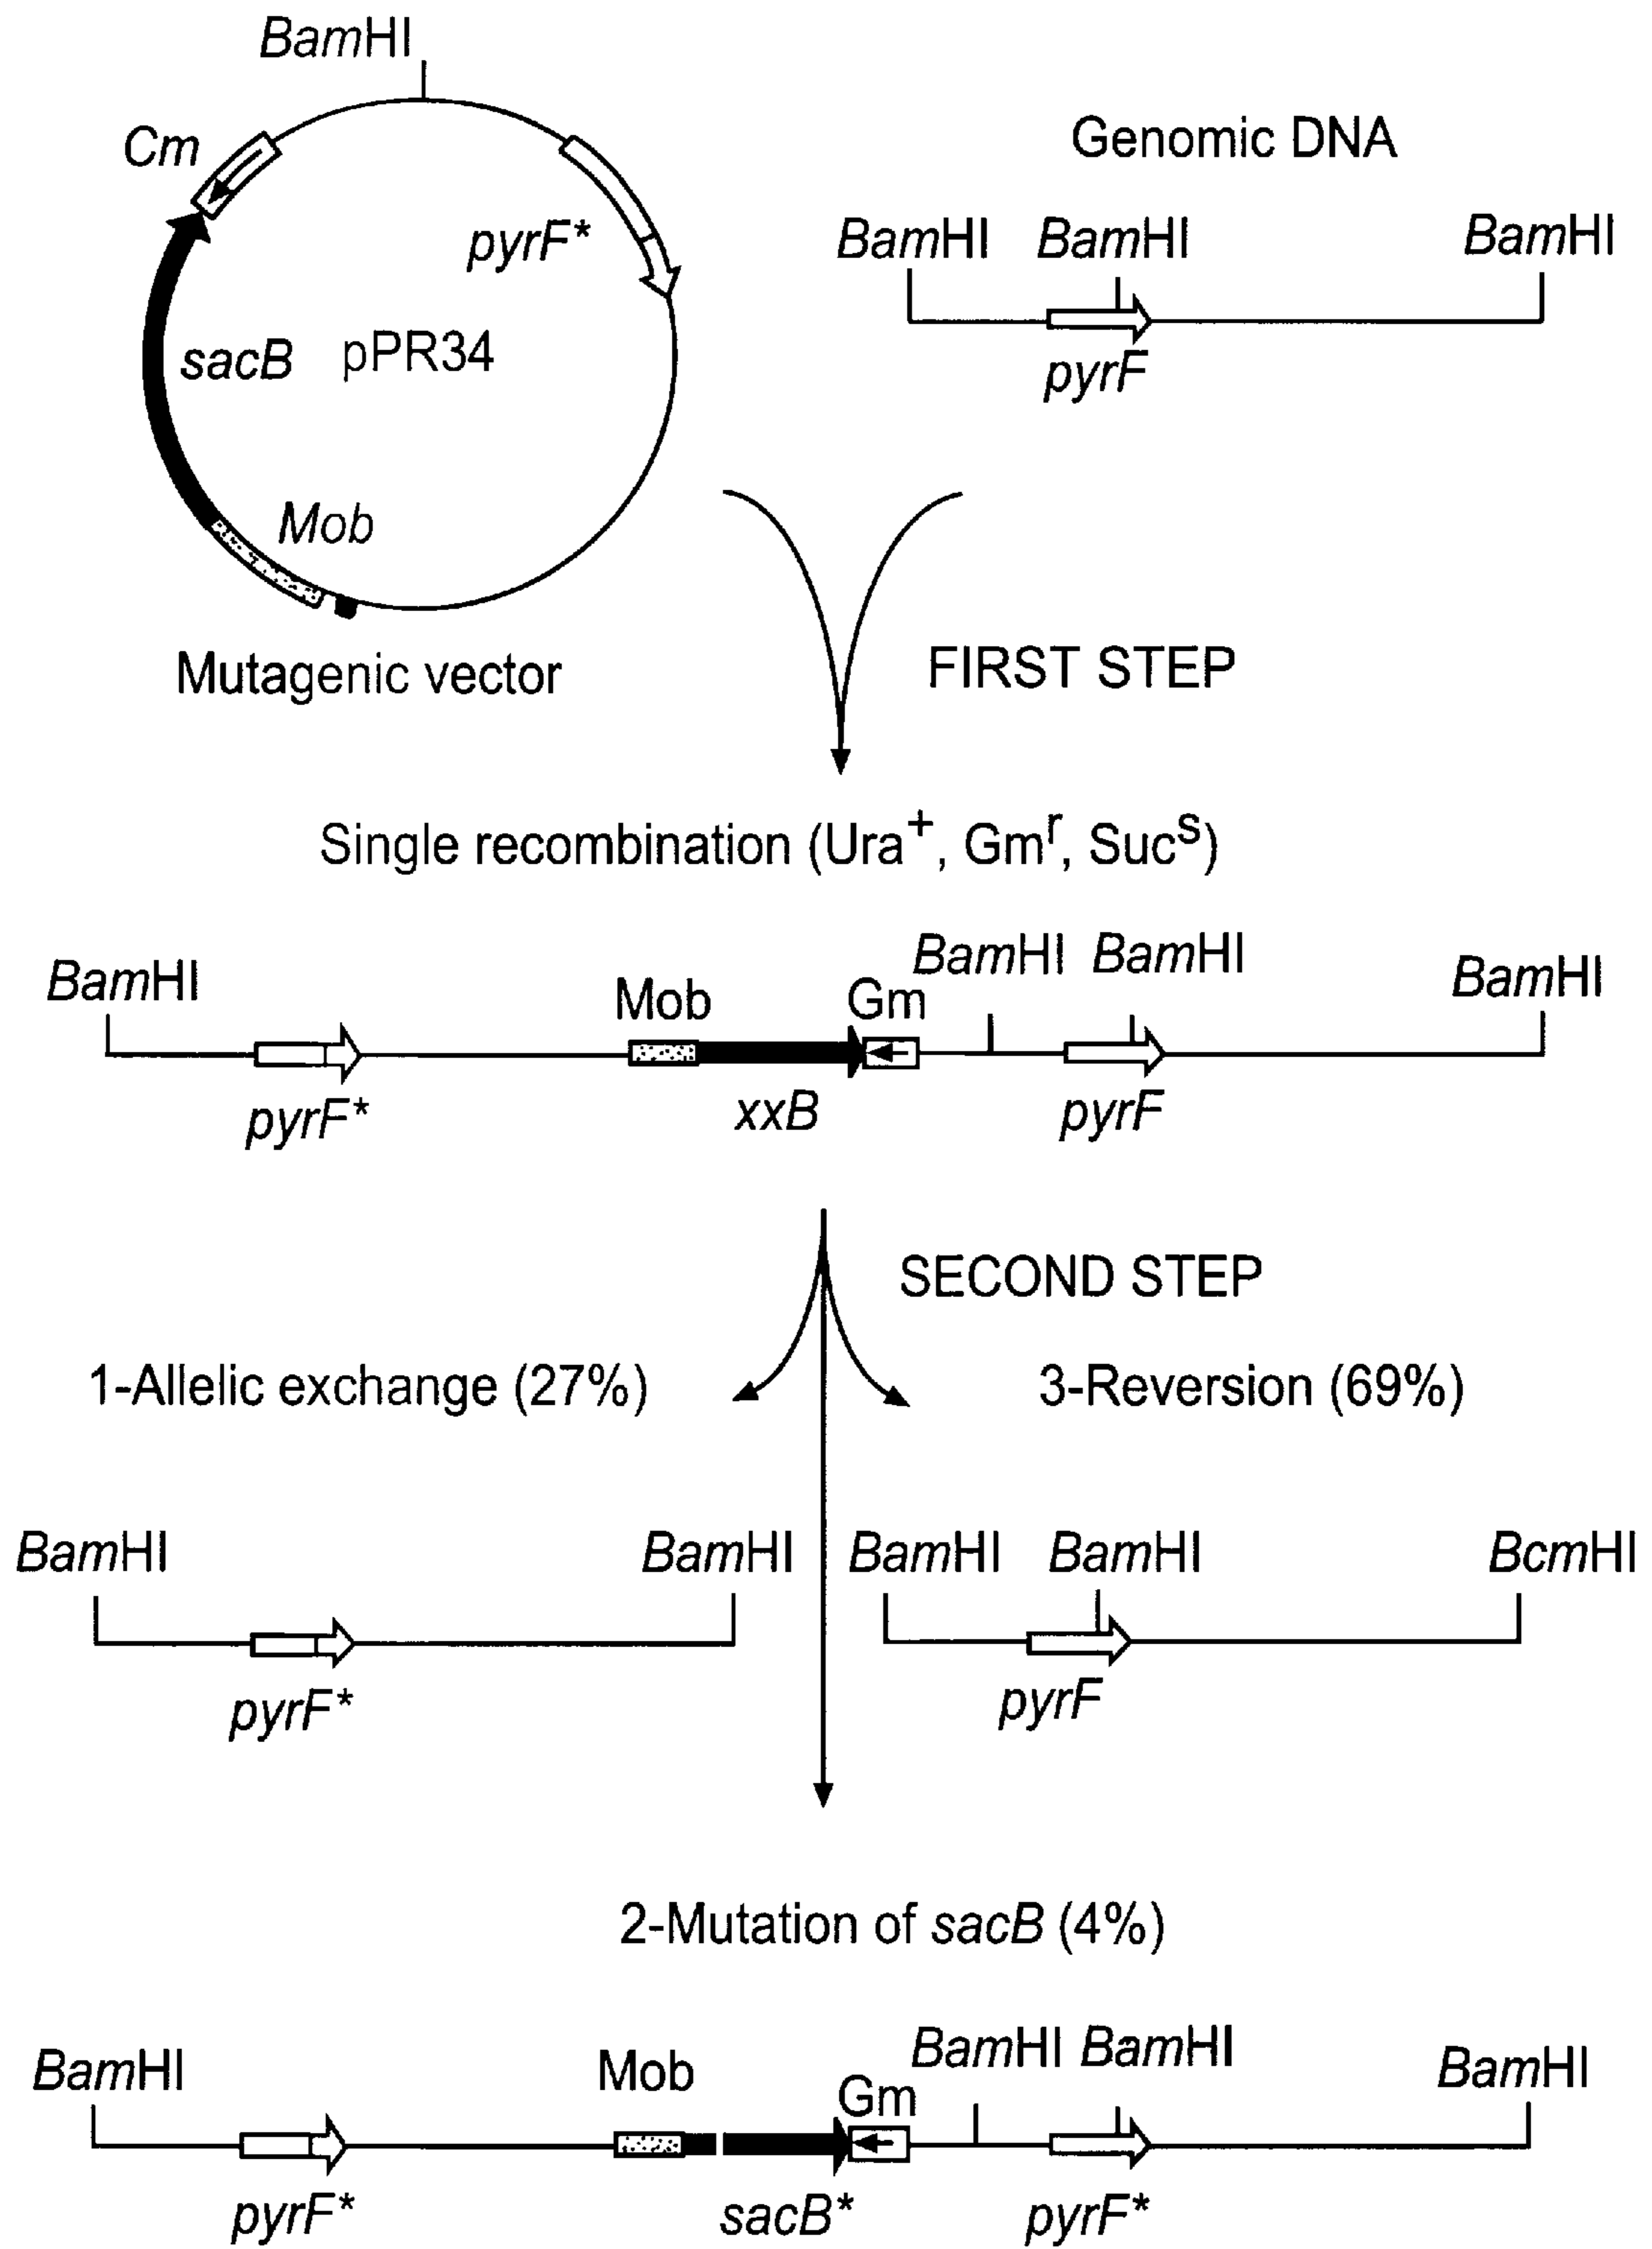 BamHI
Cm
Genomic DNA
pyrF*
BamHI BamHI BamHI
sacB pPR34
pyrF
Mob
Mutagenic vector
FIRST STEP
Single recombination (Ura+, Gmr, Sucs)
BamHI Mob Gm BamHI BamHI BamHI
pyrF* xxB pyrF
SECOND STEP
1-Allelic exchange (27%) 3-Reversion (69%)
BamHI BamHI BamHI BamHI BcmHI
pyrF* pyrF
2-Mutation of sacB (4%)
BamHI Mob Gm BamHI BamHI BamHI
pyrF* sacB* pyrF*